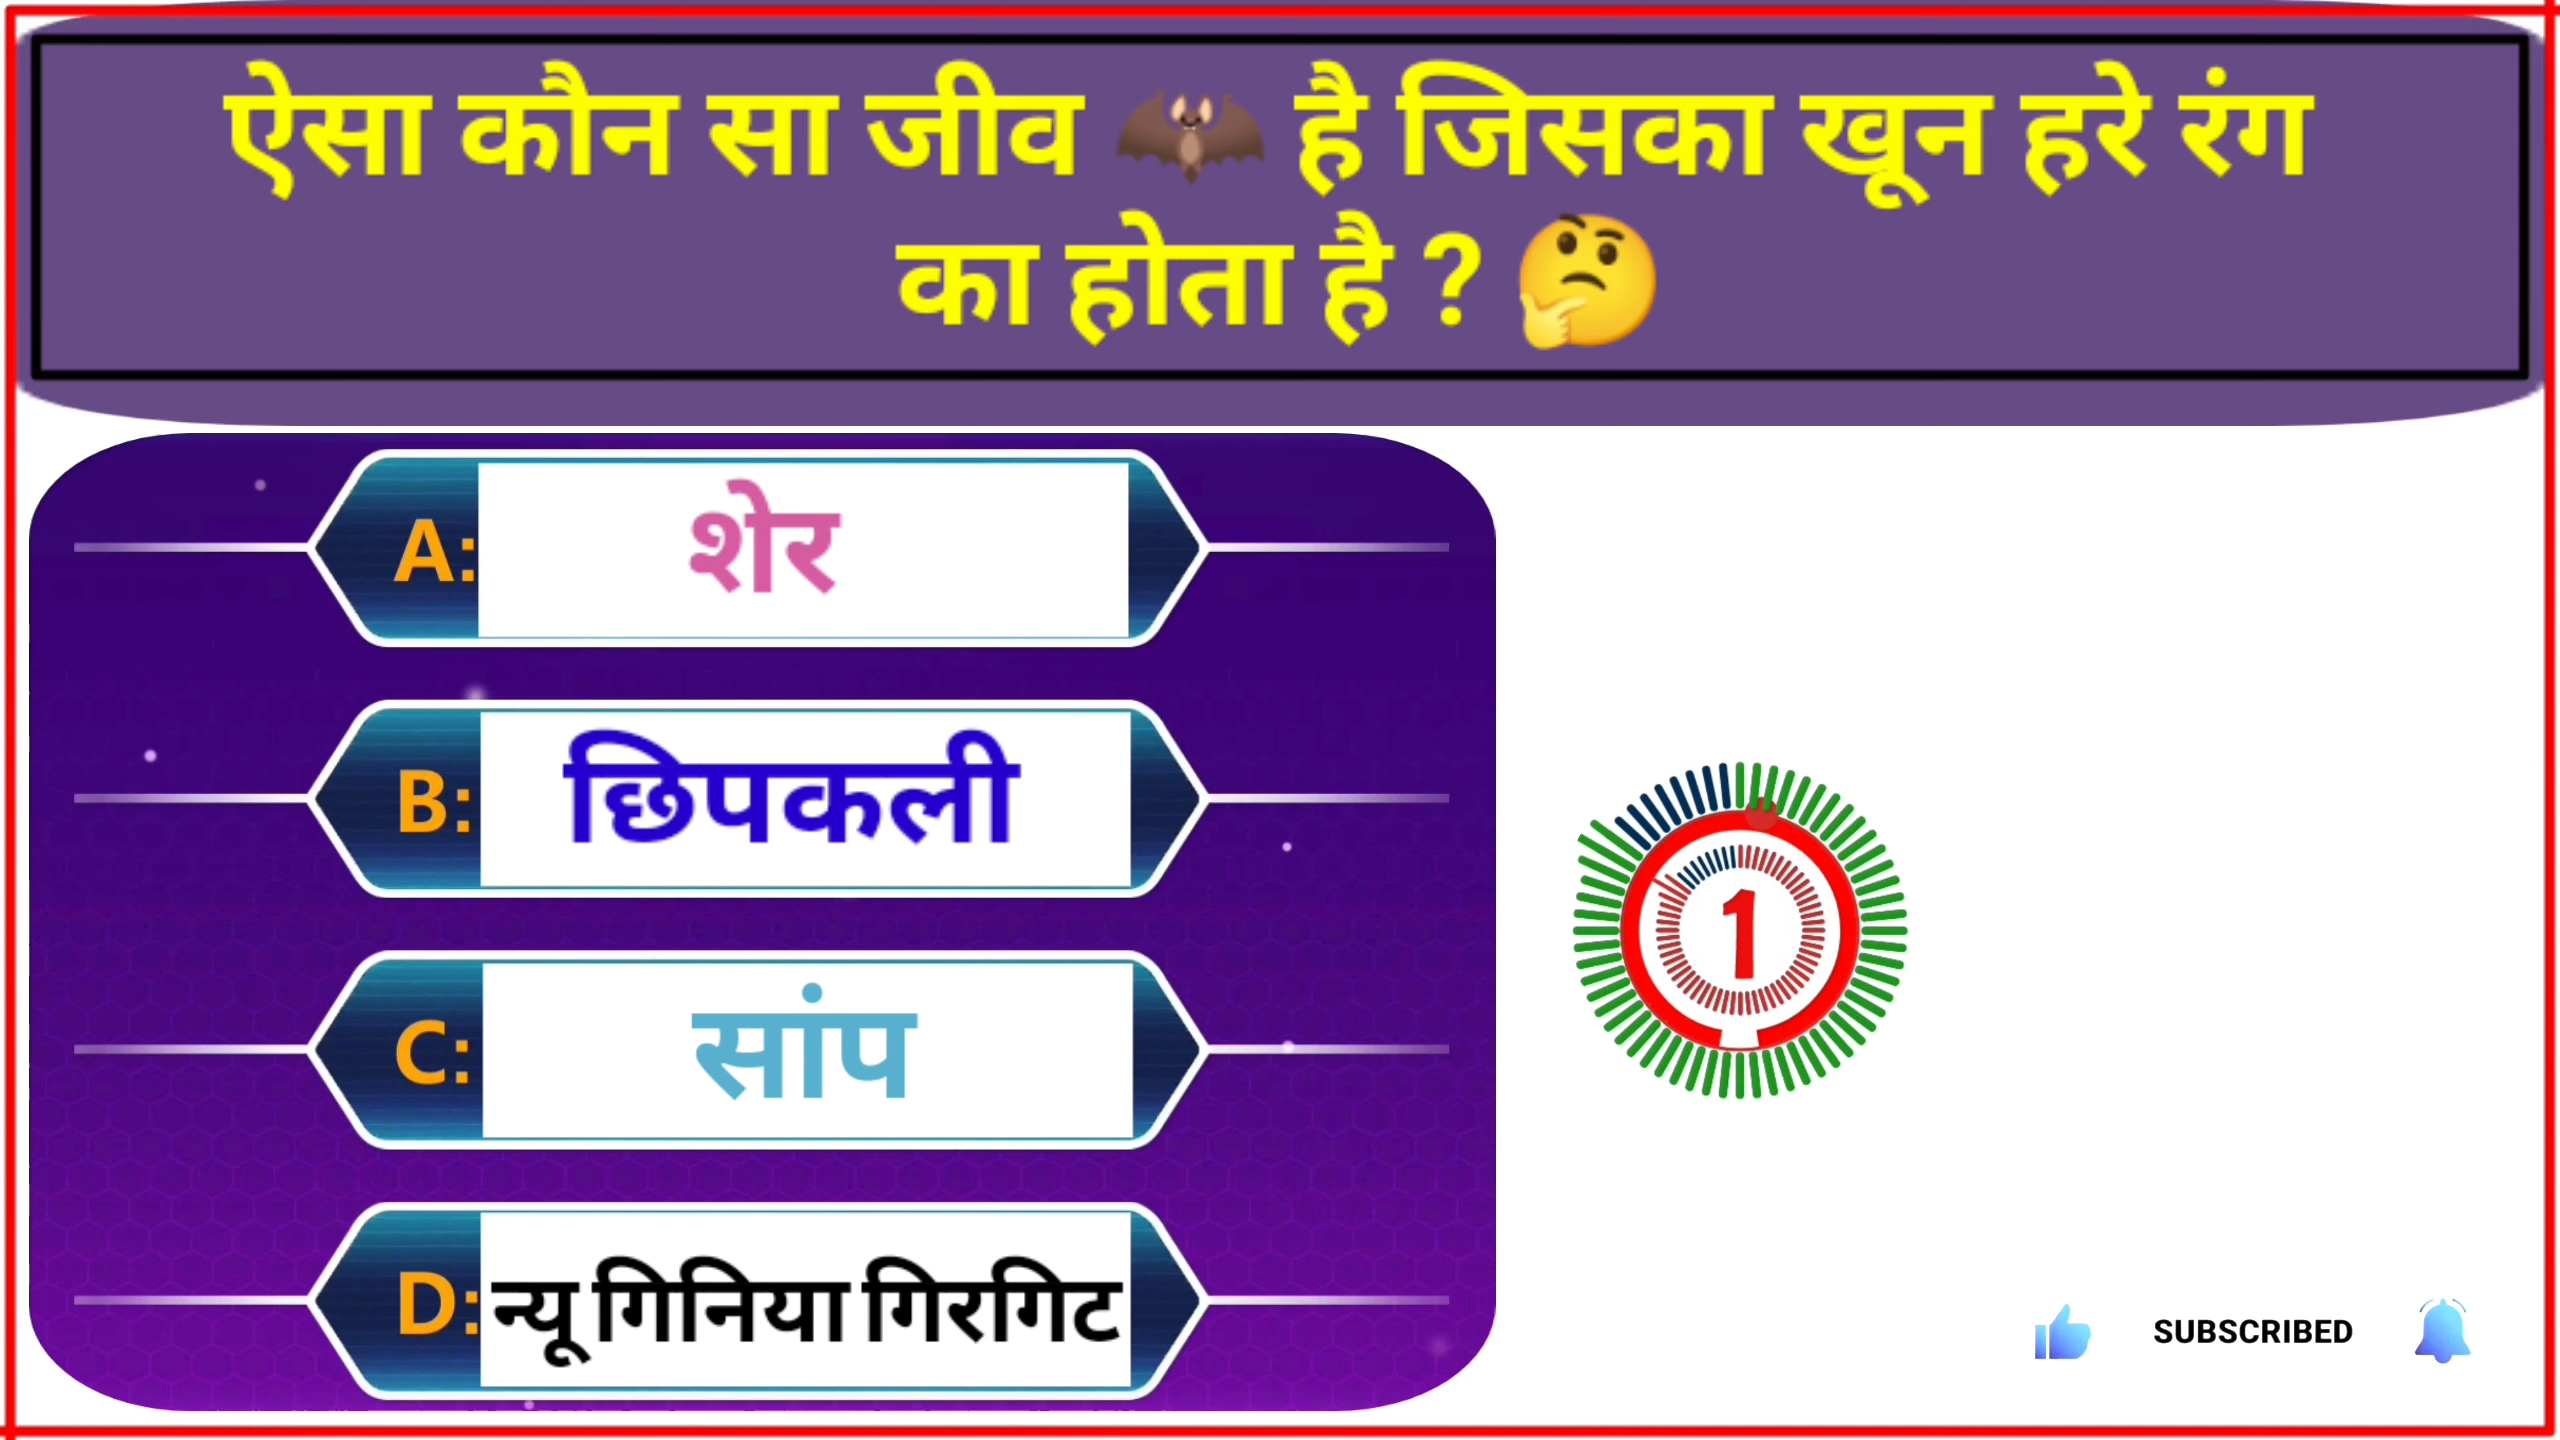 ऐसा कौन सा जीव 🦇 है जिसका खून हरे रंग
का होता है ? 🤔
A: शेर
B: छिपकली
C: सांप
D: न्यू गिनिया गिरगिट
1
SUBSCRIBED